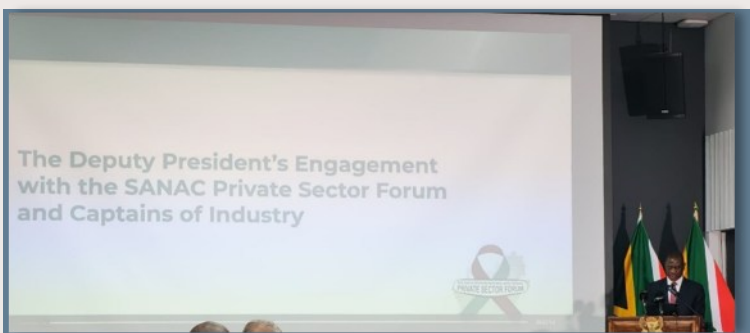 The Deputy President's Engagement
with the SANAC Private Sector Forum
and Captains of Industry
PRIVATE SECTOR FORUM